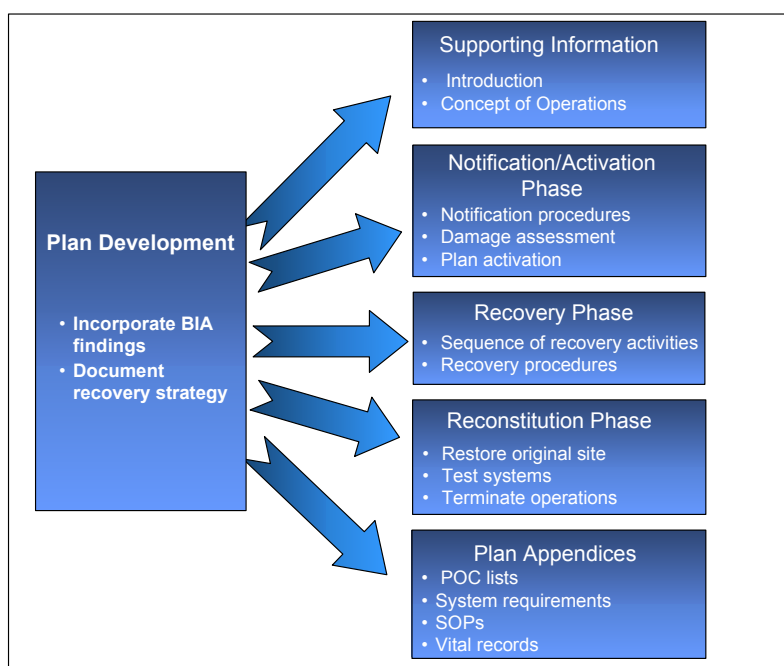 Plan Development
• Incorporate BIA
findings
• Document
recovery strategy
Supporting Information
• Introduction
• Concept of Operations
Notification/Activation
Phase
• Notification procedures
• Damage assessment
• Plan activation
Recovery Phase
• Sequence of recovery activities
• Recovery procedures
Reconstitution Phase
• Restore original site
• Test systems
• Terminate operations
Plan Appendices
• POC lists
• System requirements
• SOPs
• Vital records